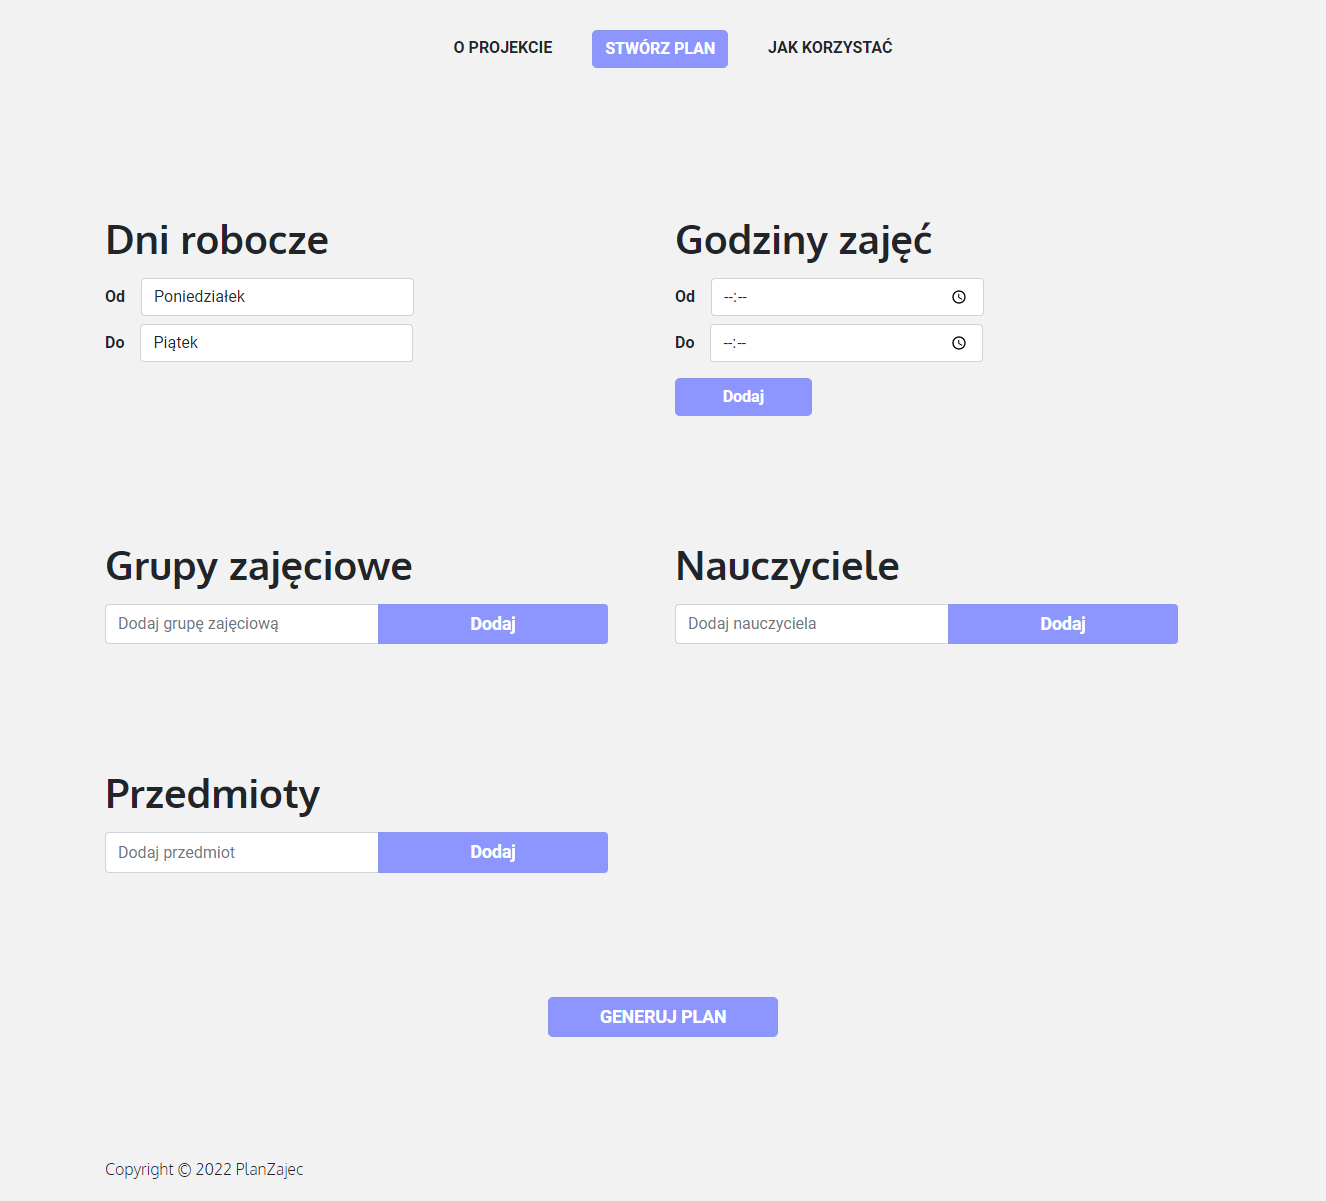 O PROJEKCIE
STWÓRZ PLAN
JAK KORZYSTAĆ
Dni robocze
Od
Poniedziałek
Do
Piątek
Godziny zajęć
Od
--:--
Do
--:--
Dodaj
Grupy zajęciowe
Dodaj grupę zajęciową
Dodaj
Nauczyciele
Dodaj nauczyciela
Dodaj
Przedmioty
Dodaj przedmiot
Dodaj
GENERUJ PLAN
Copyright © 2022 PlanZajec